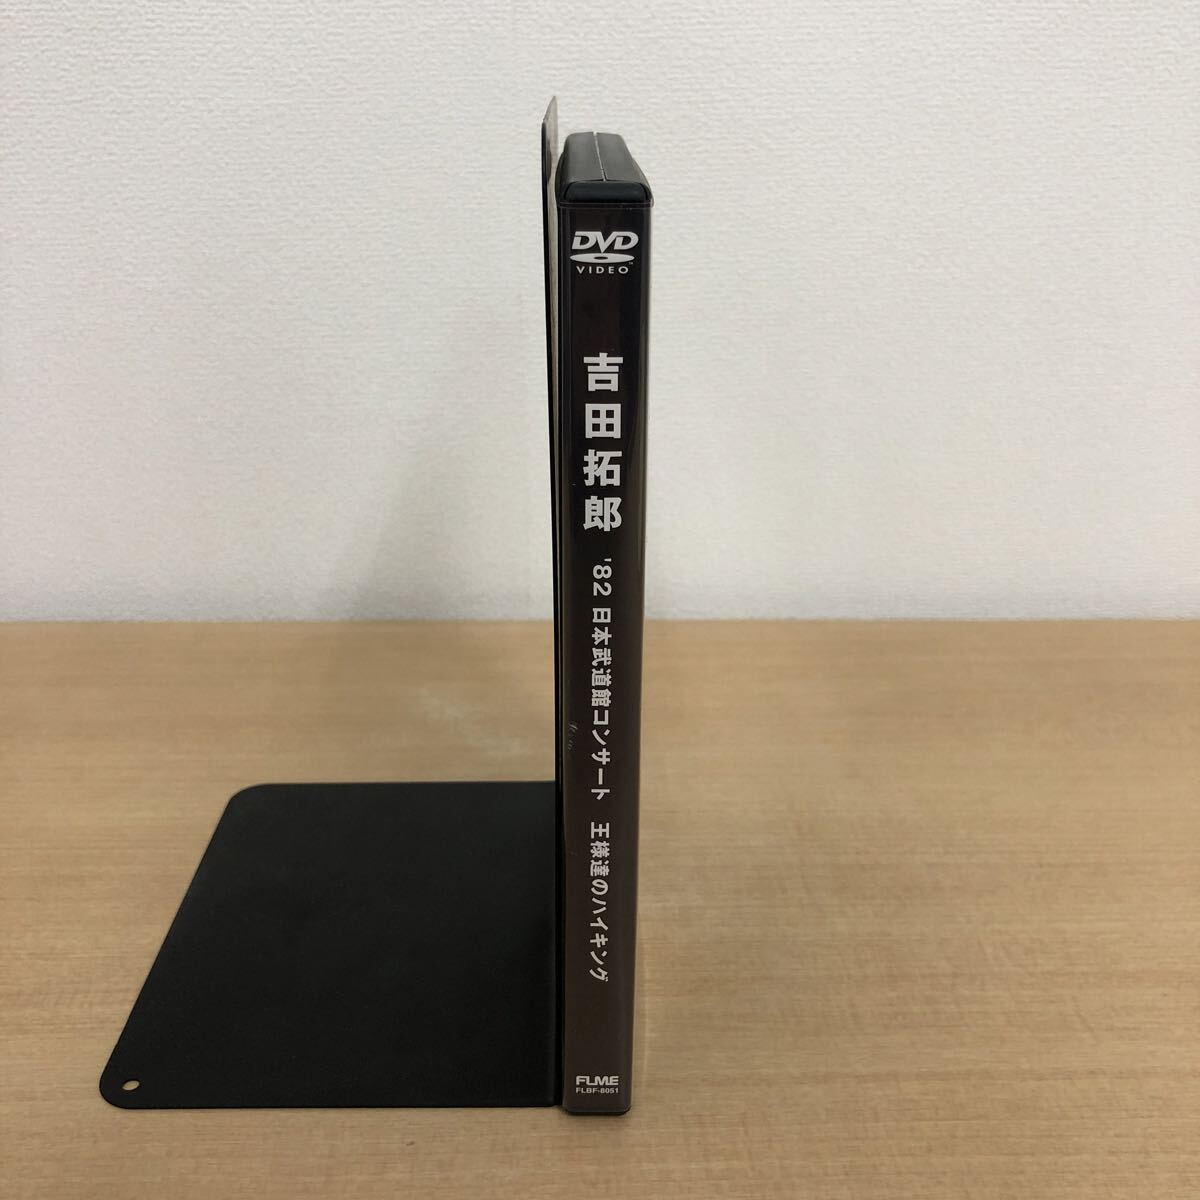 DVD
VIDEO
吉田拓郎
'82 日本武道館コンサート 王様達のハイキング
FLME
FLBF-8051